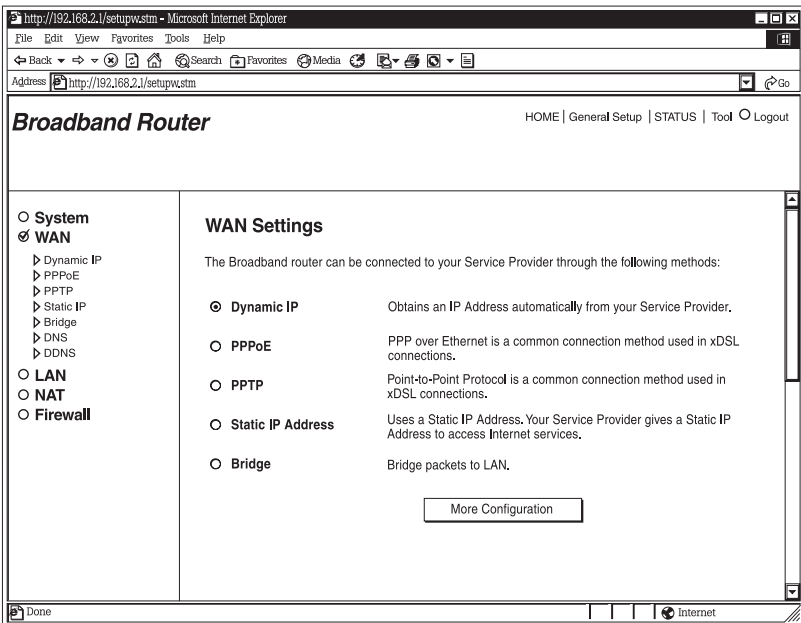 http://192.168.2.1/setupw.stm - Microsoft Internet Explorer
File Edit View Favorites Tools Help
Back Search Favorites Media
Address http://192.168.2.1/setupw.stm Go
Broadband Router
HOME | General Setup | STATUS | Tool Logout
System
WAN
Dynamic IP
PPPoE
PPTP
Static IP
Bridge
DNS
DDNS
LAN
NAT
Firewall
WAN Settings
The Broadband router can be connected to your Service Provider through the following methods:
Dynamic IP Obtains an IP Address automatically from your Service Provider.
PPPoE PPP over Ethernet is a common connection method used in xDSL
connections.
PPTP Point-to-Point Protocol is a common connection method used in
xDSL connections.
Static IP Address Uses a Static IP Address. Your Service Provider gives a Static IP
Address to access Internet services.
Bridge Bridge packets to LAN.
More Configuration
Done Internet